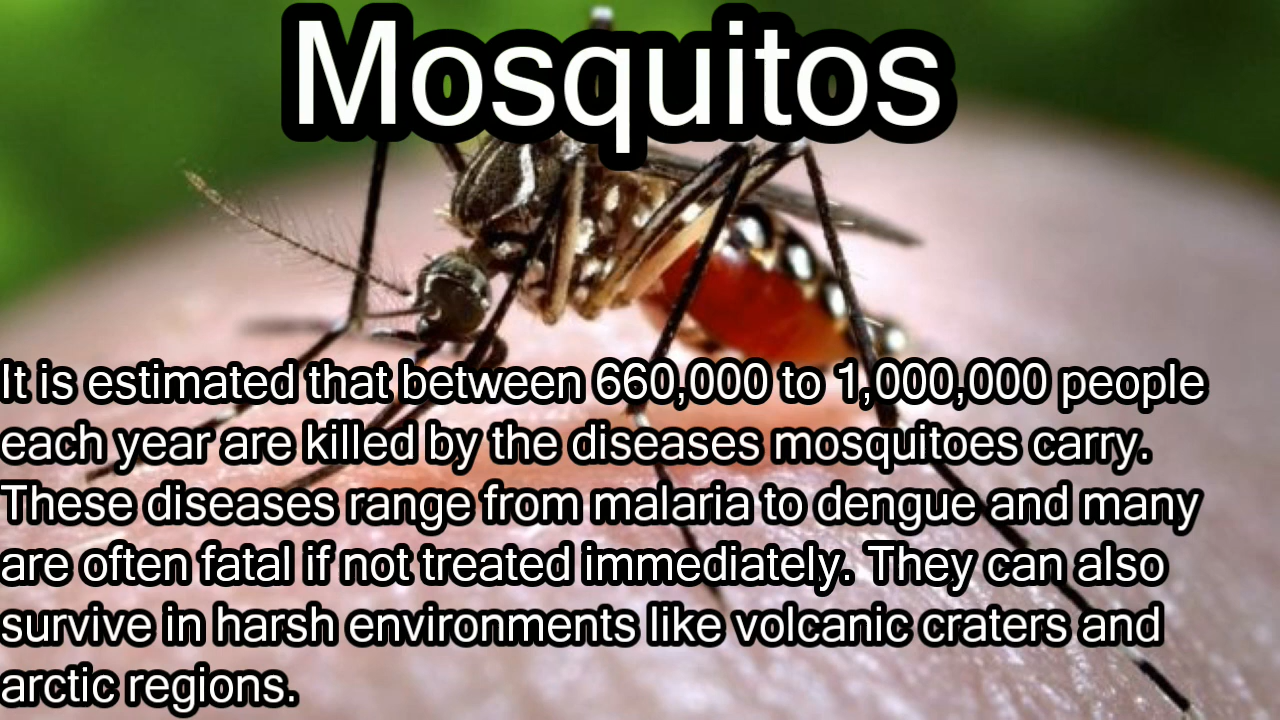 Mosquitos
It is estimated that between 660,000 to 1,000,000 people
each year are killed by the diseases mosquitoes carry.
These diseases range from malaria to dengue and many
are often fatal if not treated immediately. They can also
survive in harsh environments like volcanic craters and
arctic regions.